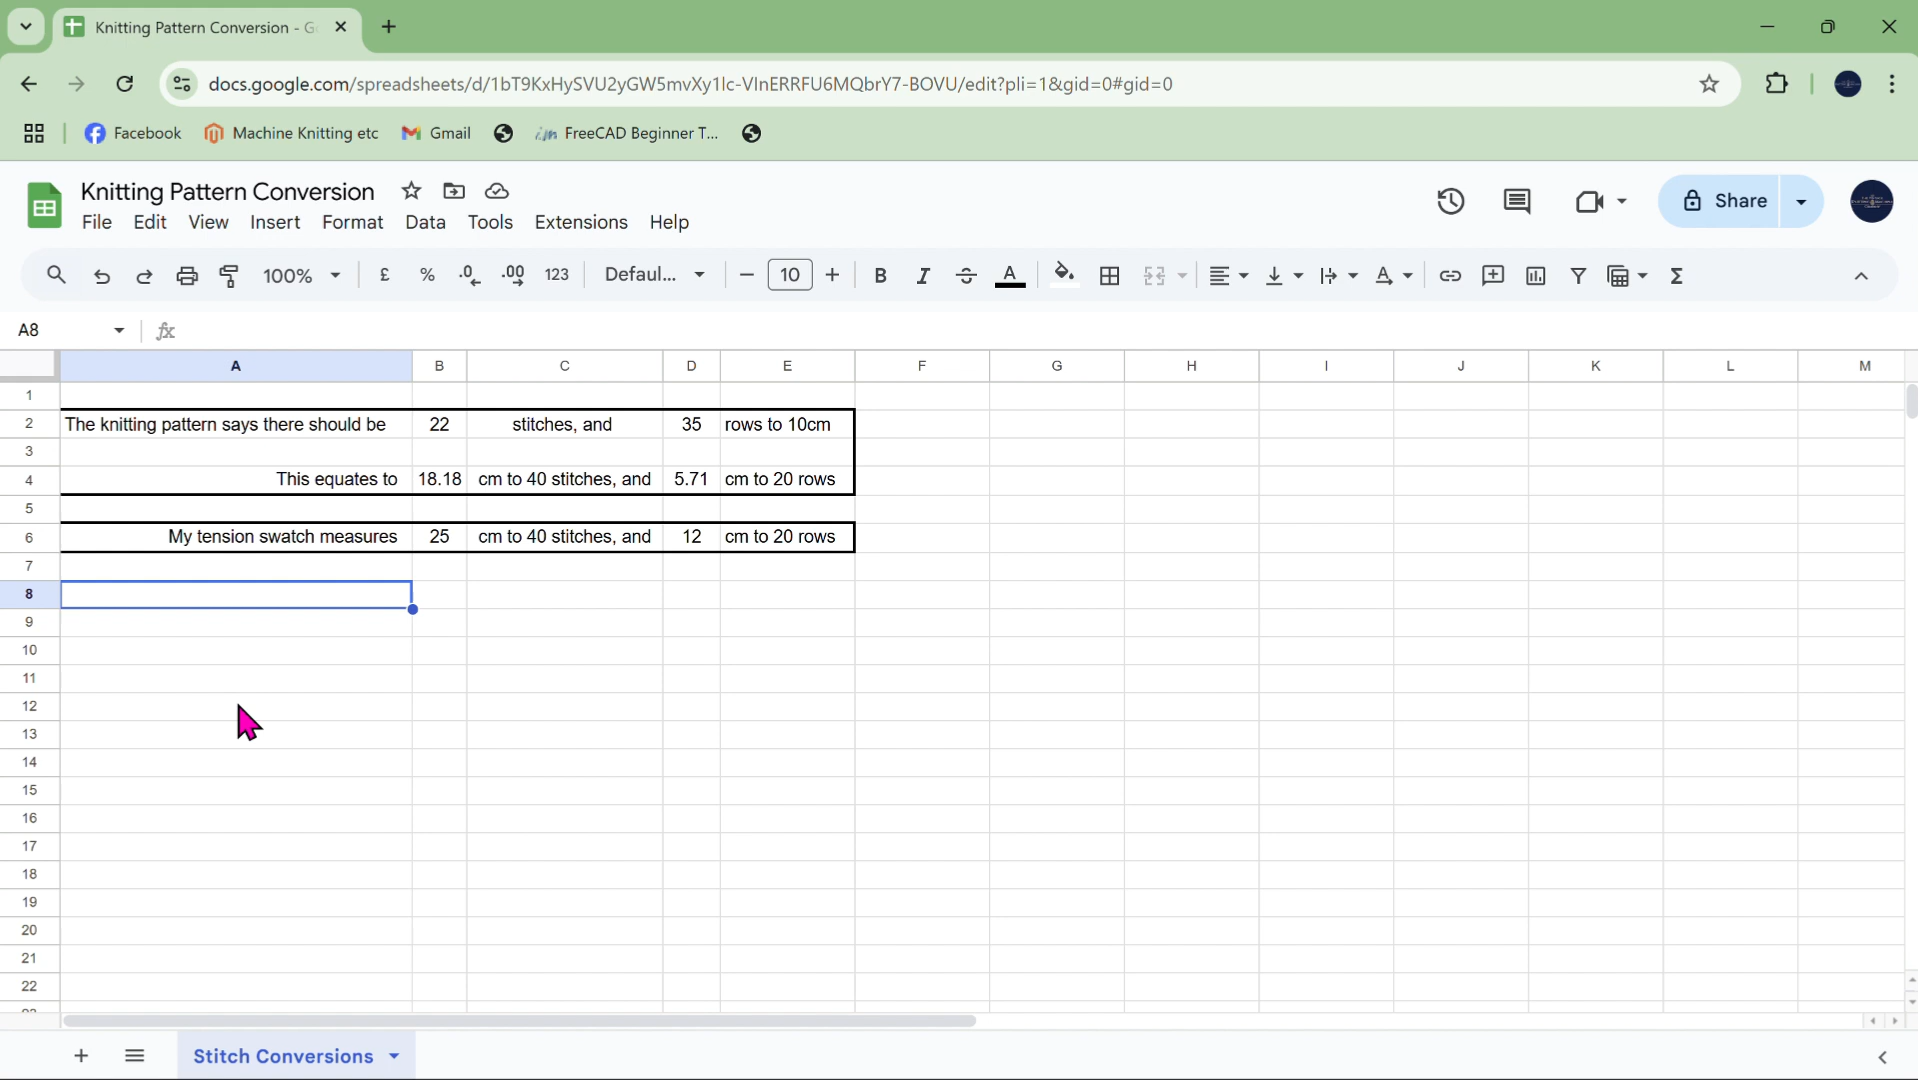 Knitting Pattern Conversion - G
docs.google.com/spreadsheets/d/1bT9KxHySVU2yGW5mvXy1lc-VlnERRFU6MQbrY7-BOVU/edit?pli=1&gid=0#gid=0
Facebook Machine Knitting etc Gmail FreeCAD Beginner T...
Knitting Pattern Conversion
File Edit View Insert Format Data Tools Extensions Help
Share
100% £ % .0 .00 123 Defaul... 10 B I A
A8 fx
A B C D E F G H I J K L M
1
2 The knitting pattern says there should be 22 stitches, and 35 rows to 10cm
3
4 This equates to 18.18 cm to 40 stitches, and 5.71 cm to 20 rows
5
6 My tension swatch measures 25 cm to 40 stitches, and 12 cm to 20 rows
7
8
9
10
11
12
13
14
15
16
17
18
19
20
21
22
Stitch Conversions